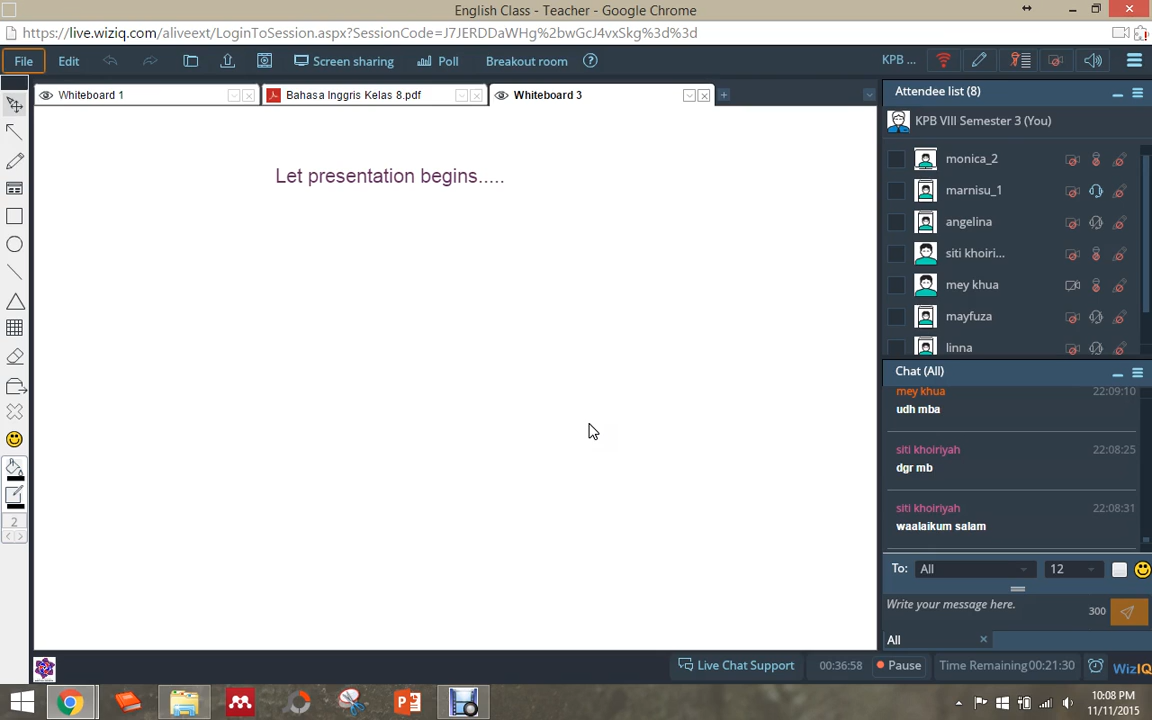 English Class - Teacher - Google Chrome
https://live.wiziq.com/aliveext/LoginToSession.aspx?SessionCode=J7JERDDaWHg%2bwGcJ4vxSkg%3d%3d
File Edit Screen sharing Poll Breakout room ? KPB ...
Whiteboard 1 Bahasa Inggris Kelas 8.pdf Whiteboard 3
Let presentation begins.....
2
Attendee list (8)
KPB VIII Semester 3 (You)
monica_2
marnisu_1
angelina
siti khoiri...
mey khua
mayfuza
linna
Chat (All)
mey khua 22:09:10
udh mba
siti khoiriyah 22:08:25
dgr mb
siti khoiriyah 22:08:31
waalaikum salam
To: All 12
Write your message here. 300
All
Live Chat Support 00:36:58 Pause Time Remaining 00:21:30 WizIQ
10:08 PM
11/11/2015